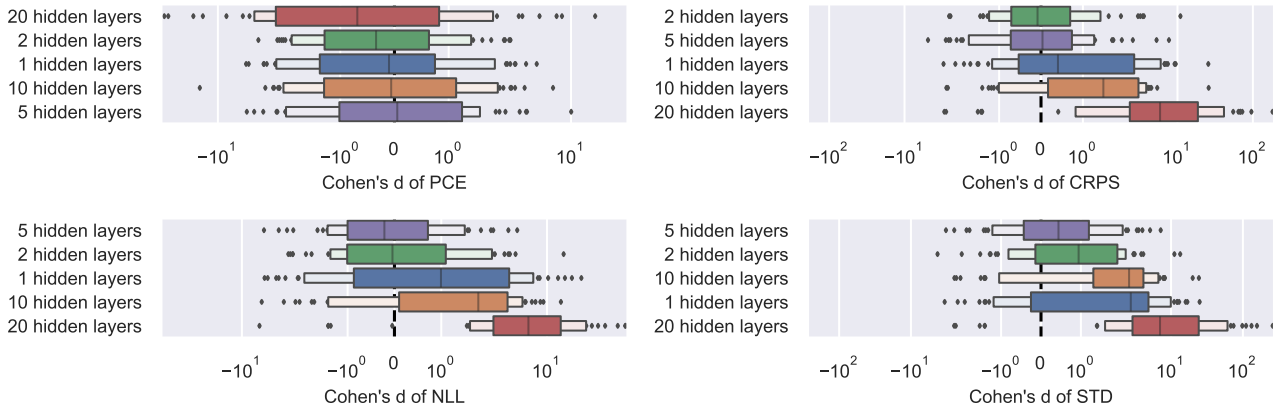 20 hidden layers
2 hidden layers
1 hidden layers
10 hidden layers
5 hidden layers
−10¹ −10⁰ 0 10⁰ 10¹
Cohen's d of PCE
2 hidden layers
5 hidden layers
1 hidden layers
10 hidden layers
20 hidden layers
−10² −10¹ −10⁰ 0 10⁰ 10¹ 10²
Cohen's d of CRPS
5 hidden layers
2 hidden layers
1 hidden layers
10 hidden layers
20 hidden layers
−10¹ −10⁰ 0 10⁰ 10¹
Cohen's d of NLL
5 hidden layers
2 hidden layers
10 hidden layers
1 hidden layers
20 hidden layers
−10² −10¹ −10⁰ 0 10⁰ 10¹ 10²
Cohen's d of STD